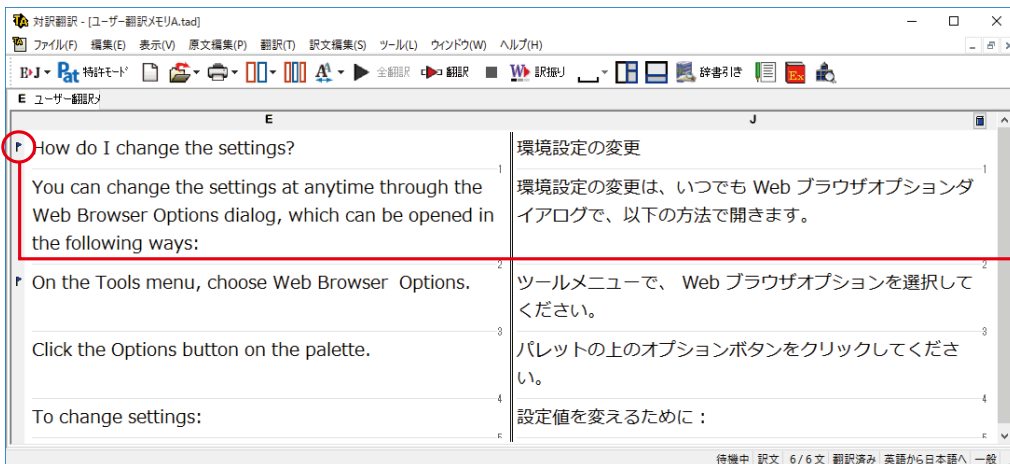 対訳翻訳 - [ユーザー翻訳メモリA.tad]
ファイル(F) 編集(E) 表示(V) 原文編集(P) 翻訳(T) 訳文編集(S) ツール(L) ウィンドウ(W) ヘルプ(H)
E▸J Pat 特許モード 全翻訳 翻訳 W 訳振り 辞書引き Ex
E ユーザー翻訳メ
E J
How do I change the settings?
環境設定の変更
1 1
You can change the settings at anytime through the
Web Browser Options dialog, which can be opened in
the following ways:
環境設定の変更は、いつでも Web ブラウザオプションダ
イアログで、以下の方法で開きます。
2 2
On the Tools menu, choose Web Browser Options.
ツールメニューで、 Web ブラウザオプションを選択して
ください。
3 3
Click the Options button on the palette.
パレットの上のオプションボタンをクリックしてくださ
い。
4 4
To change settings:
設定値を変えるために：
待機中 訳文 6/6文 翻訳済み 英語から日本語へ 一般